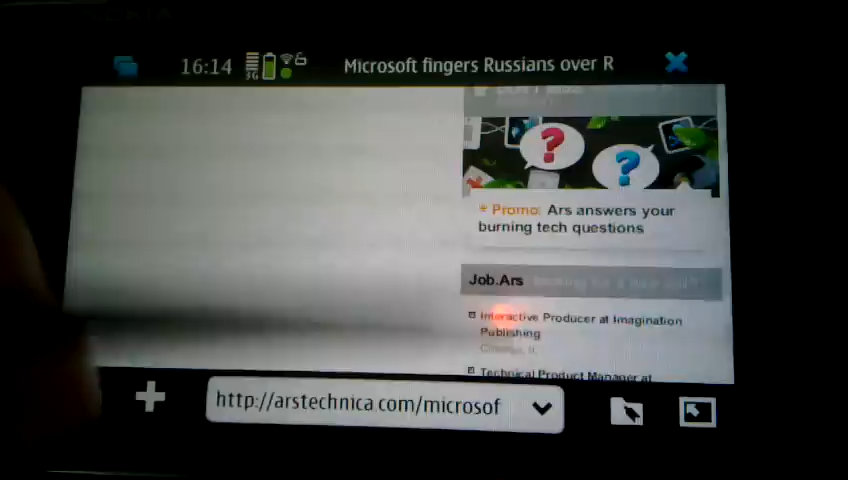 16:14
3G
Microsoft fingers Russians over R
? ?
Promo: Ars answers your
burning tech questions
Job.Ars
Interactive Producer at Imagination
Publishing
Technical Product Manager at
http://arstechnica.com/microsof